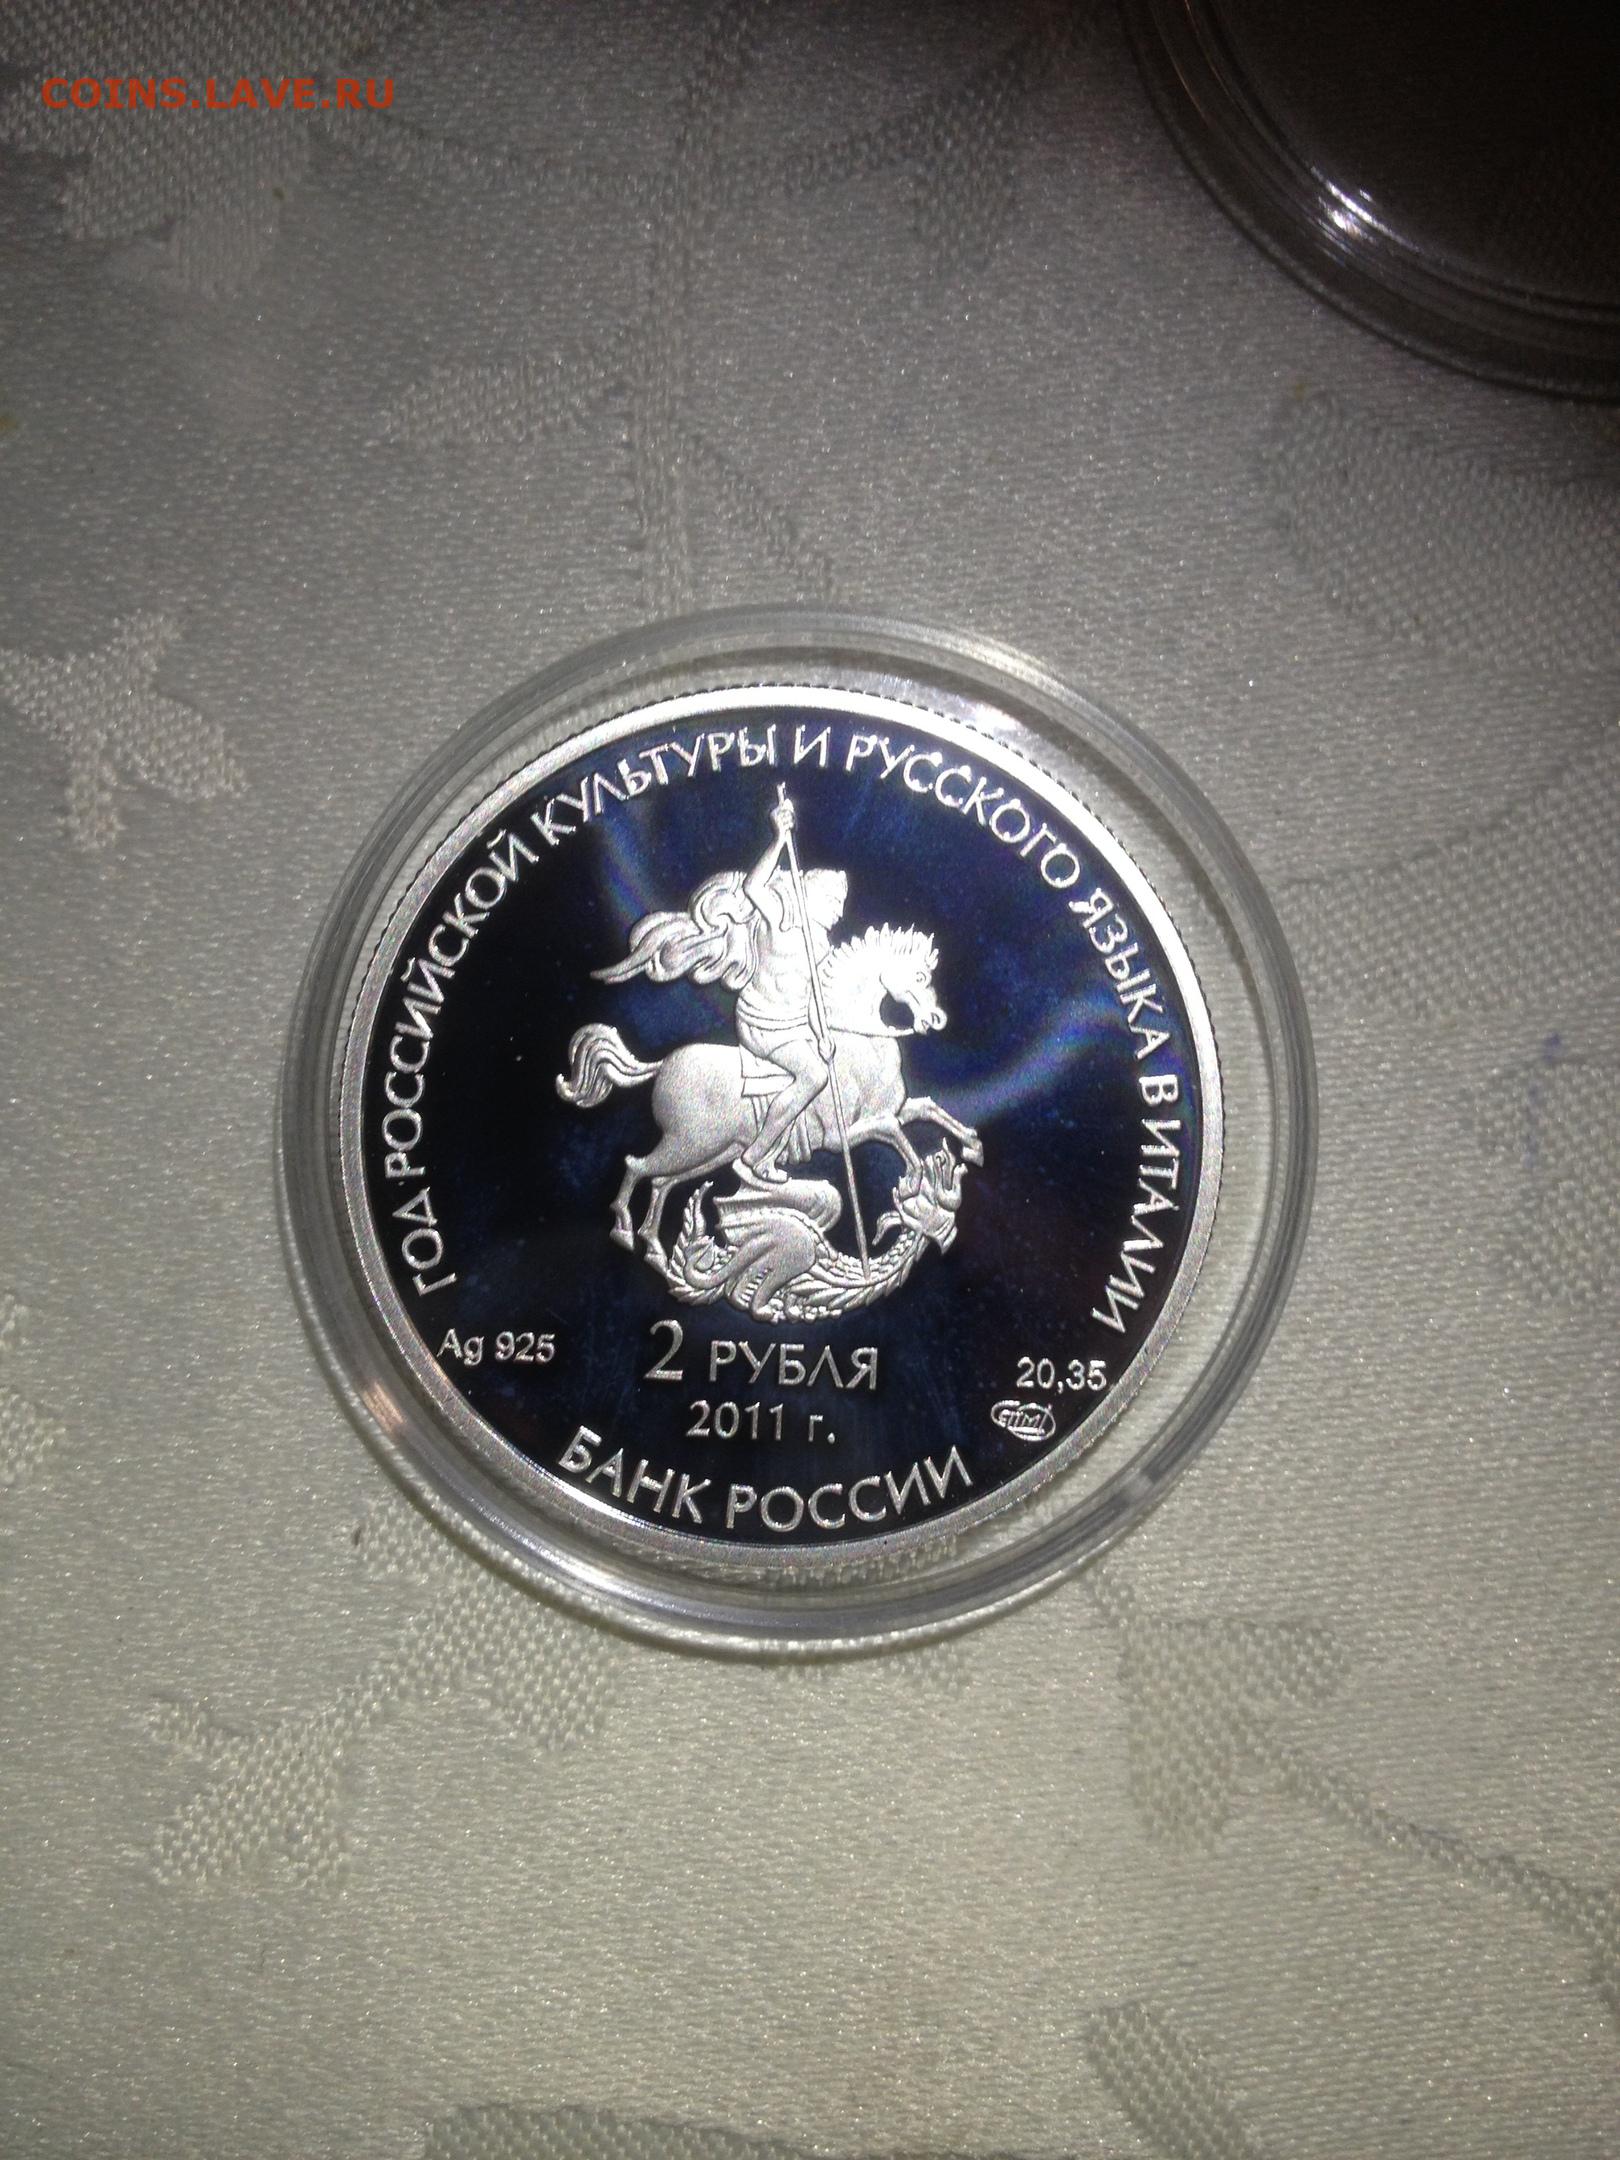 COINS.LAVE.RU
ГОД РОССИЙСКОЙ КУЛЬТУРЫ И РУССКОГО ЯЗЫКА В ИТАЛИИ
Ag 925
2 РУБЛЯ
20,35
2011 г.
СПМД
БАНК РОССИИ